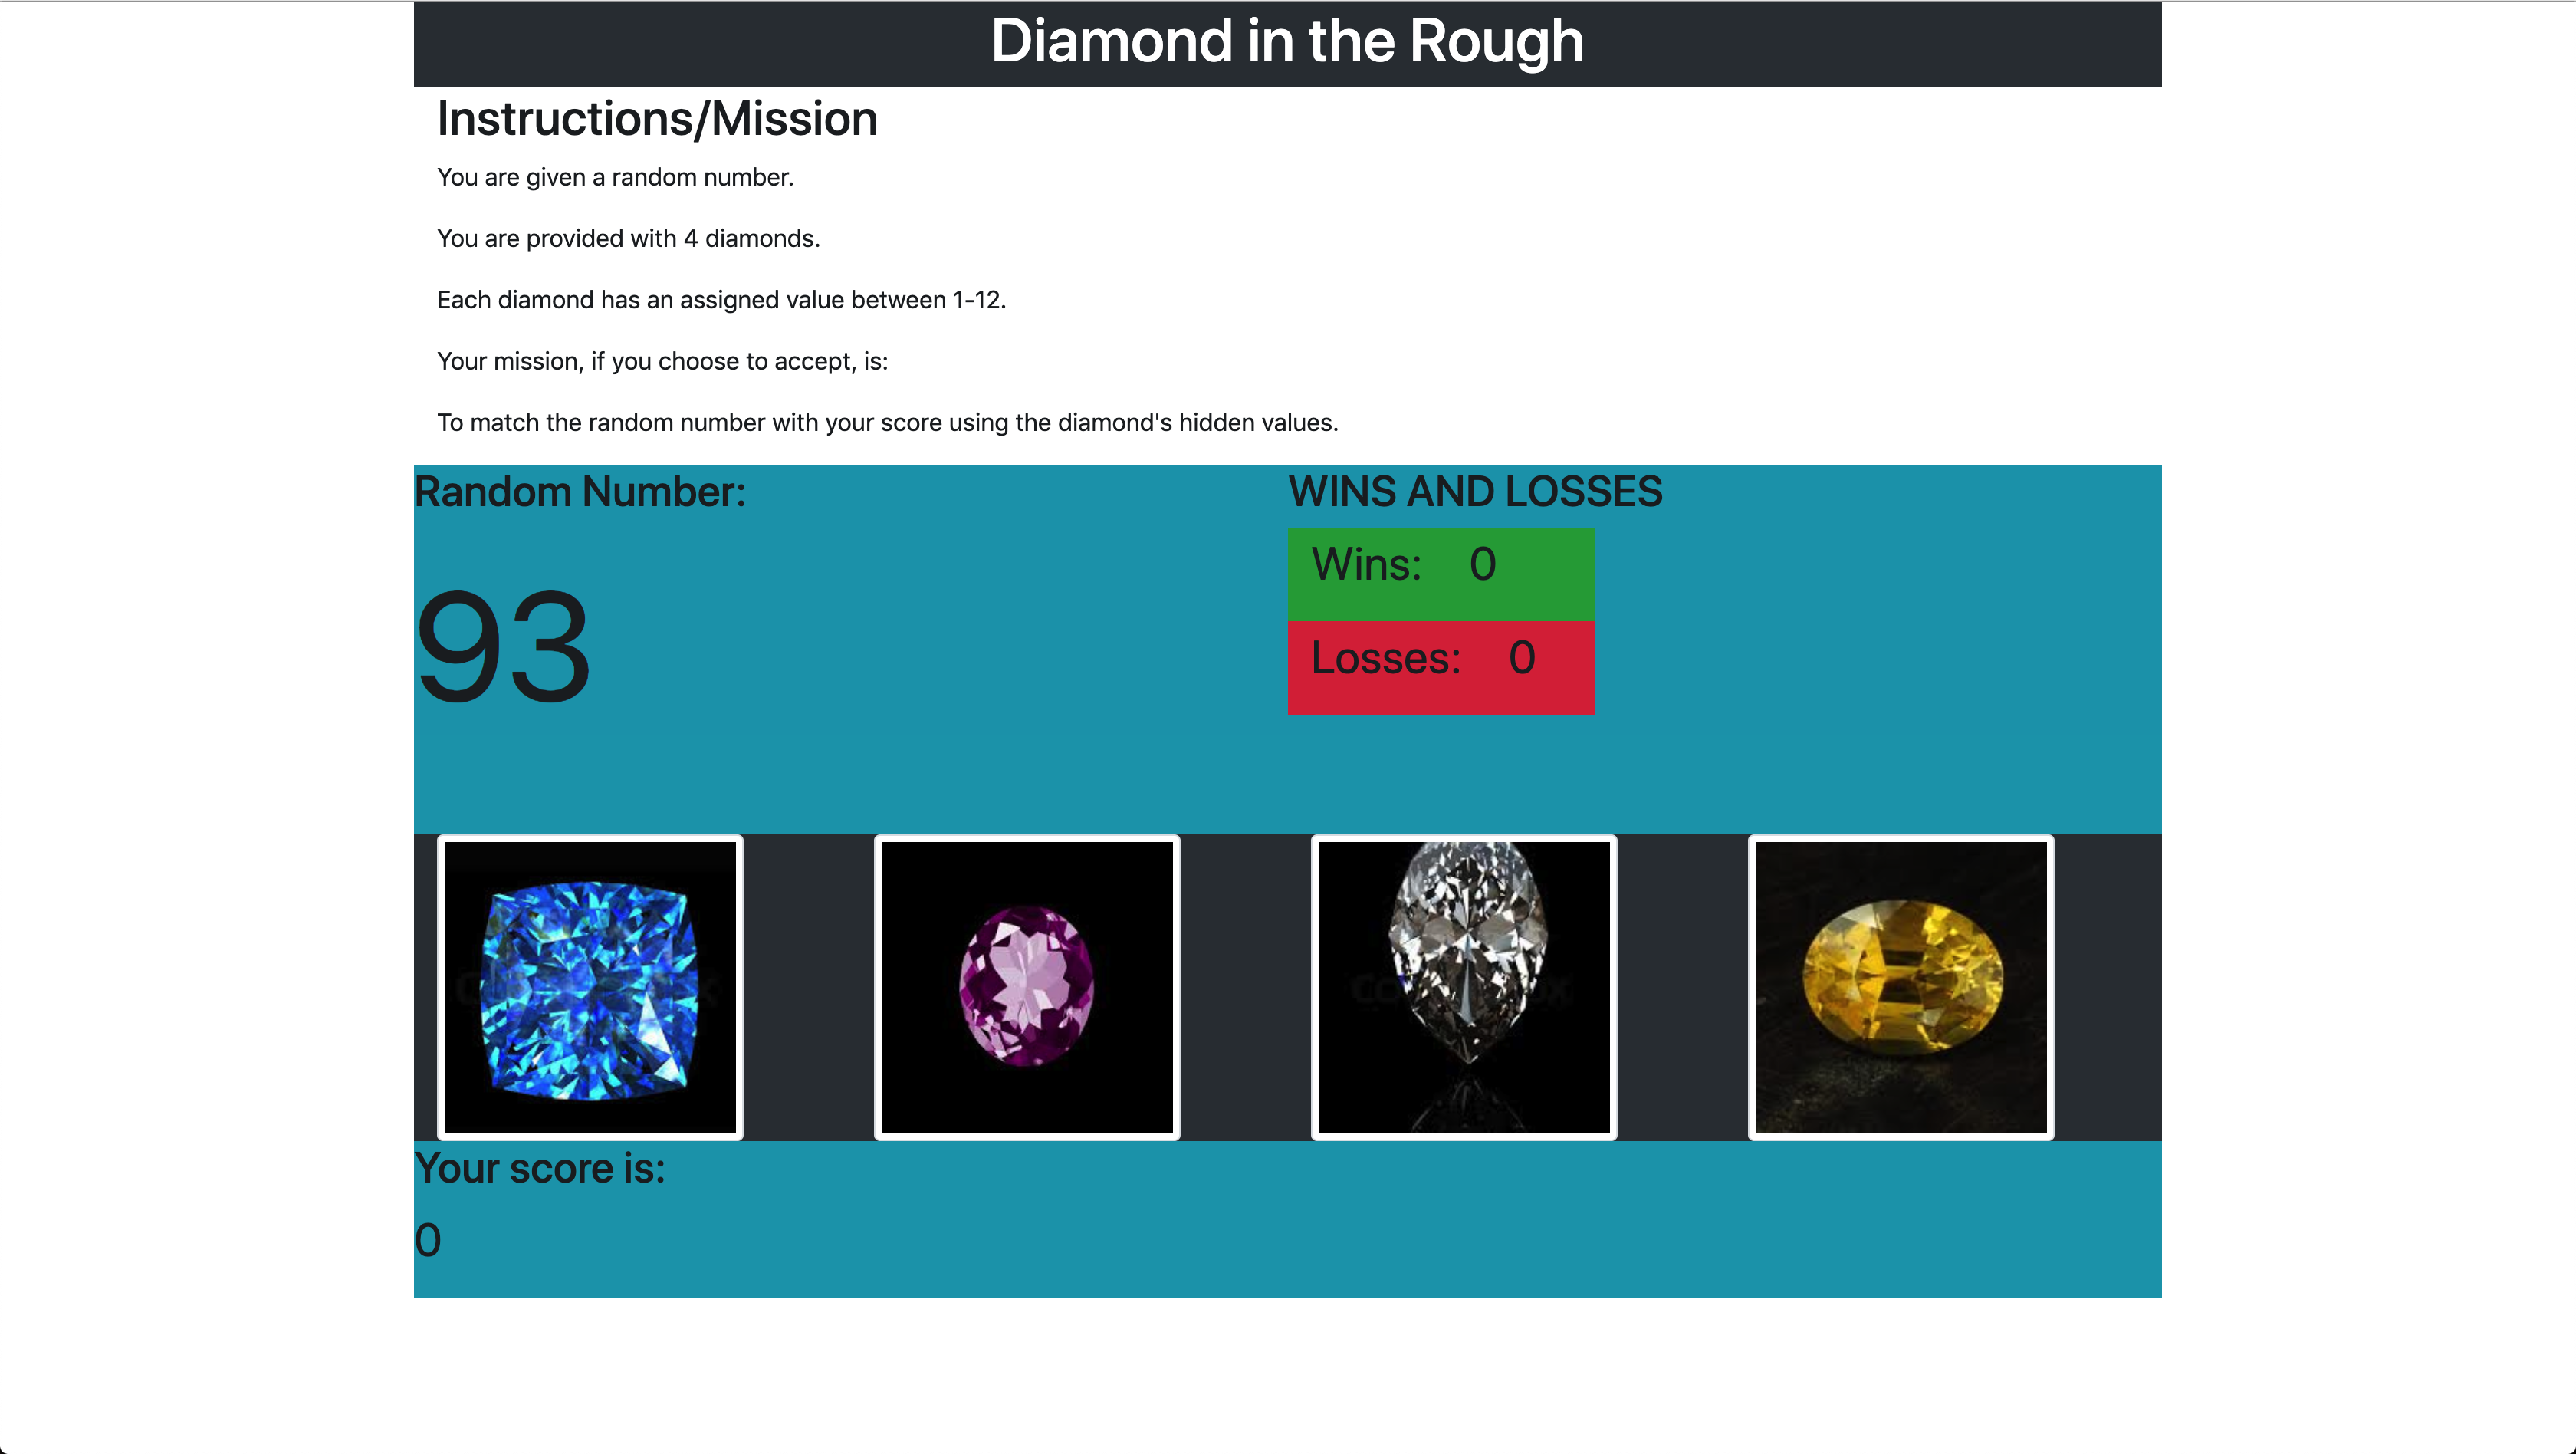 Diamond in the Rough
Instructions/Mission
You are given a random number.
You are provided with 4 diamonds.
Each diamond has an assigned value between 1-12.
Your mission, if you choose to accept, is:
To match the random number with your score using the diamond's hidden values.
Random Number:
93
WINS AND LOSSES
Wins: 0
Losses: 0
Your score is:
0